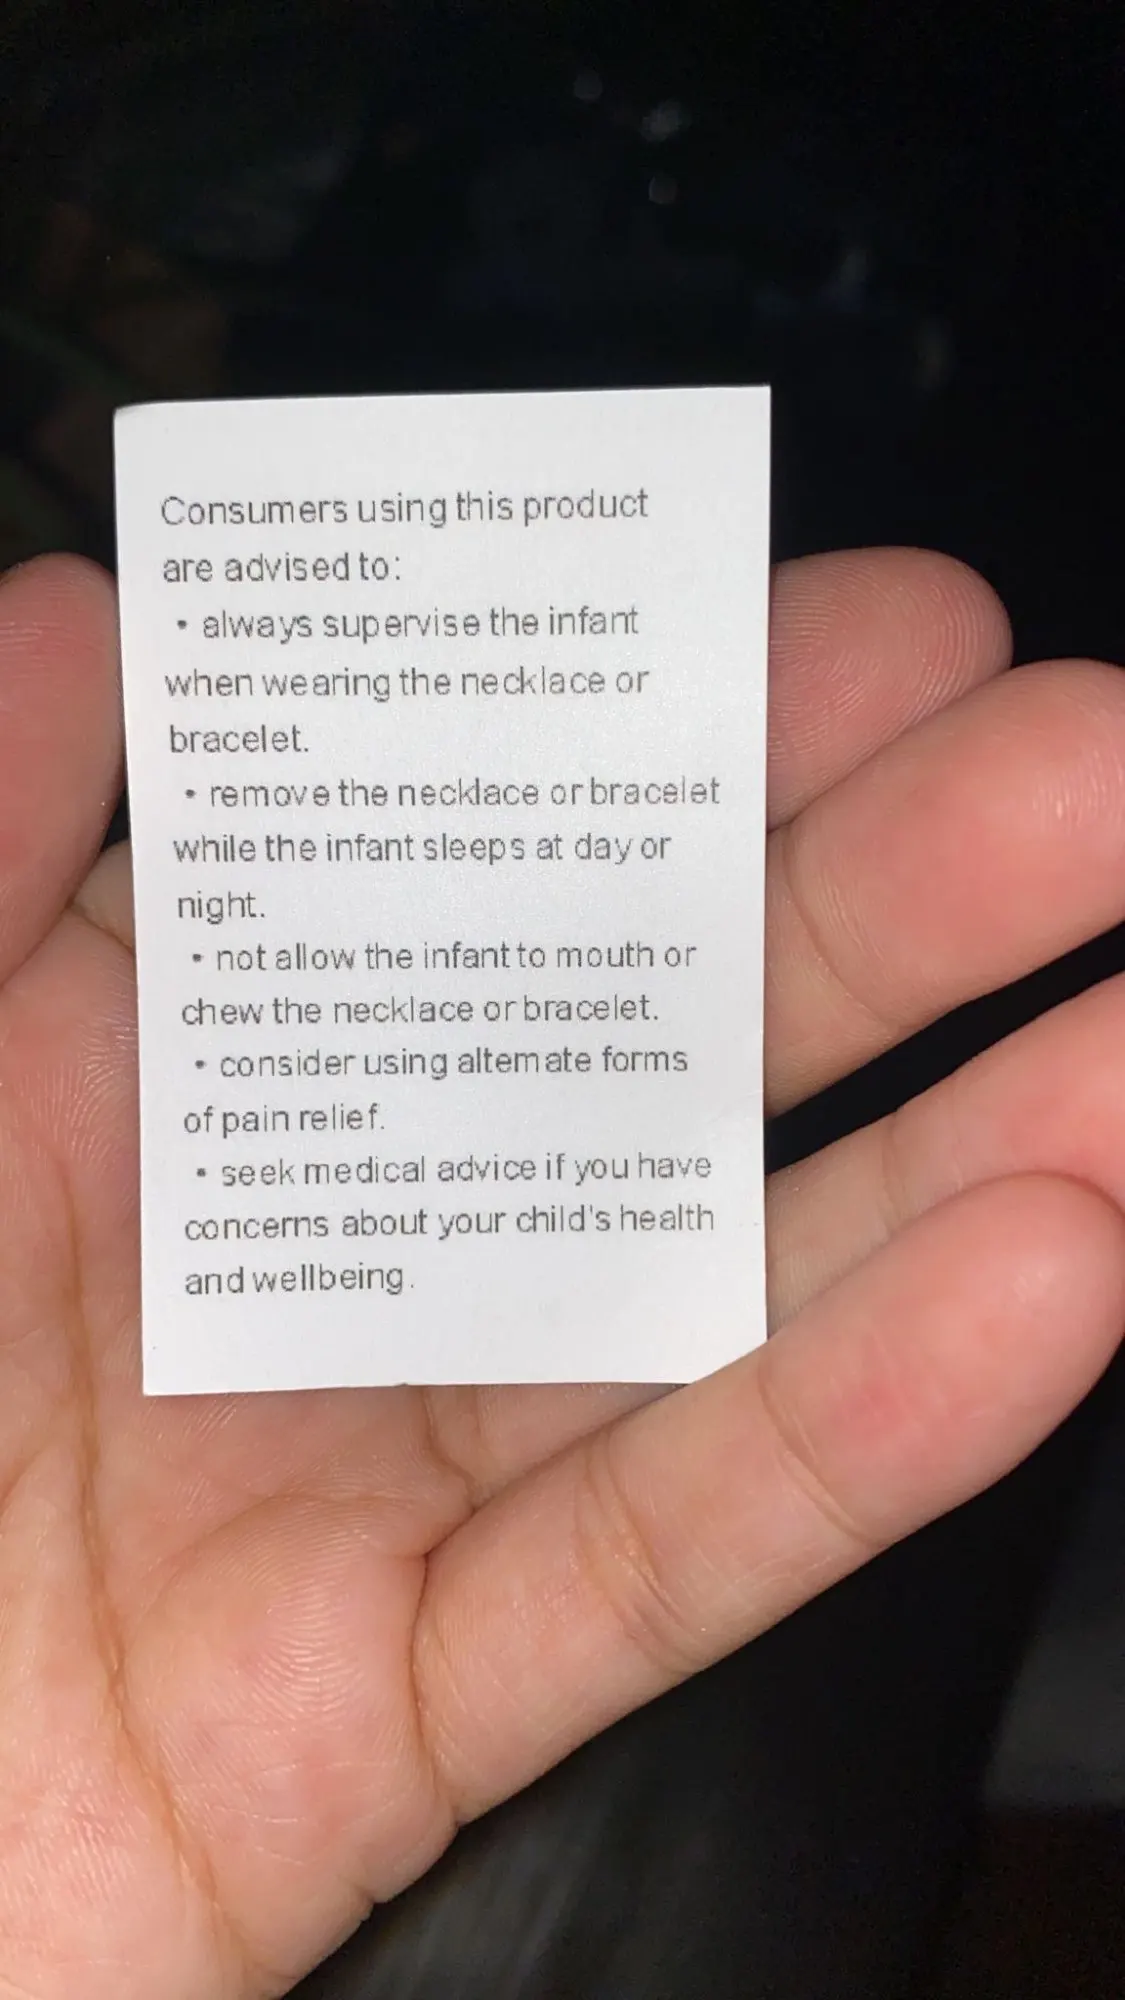 Consumers using this product
are advised to:
• always supervise the infant
when wearing the necklace or
bracelet.
• remove the necklace or bracelet
while the infant sleeps at day or
night.
• not allow the infant to mouth or
chew the necklace or bracelet.
• consider using alternate forms
of pain relief.
• seek medical advice if you have
concerns about your child's health
and wellbeing.